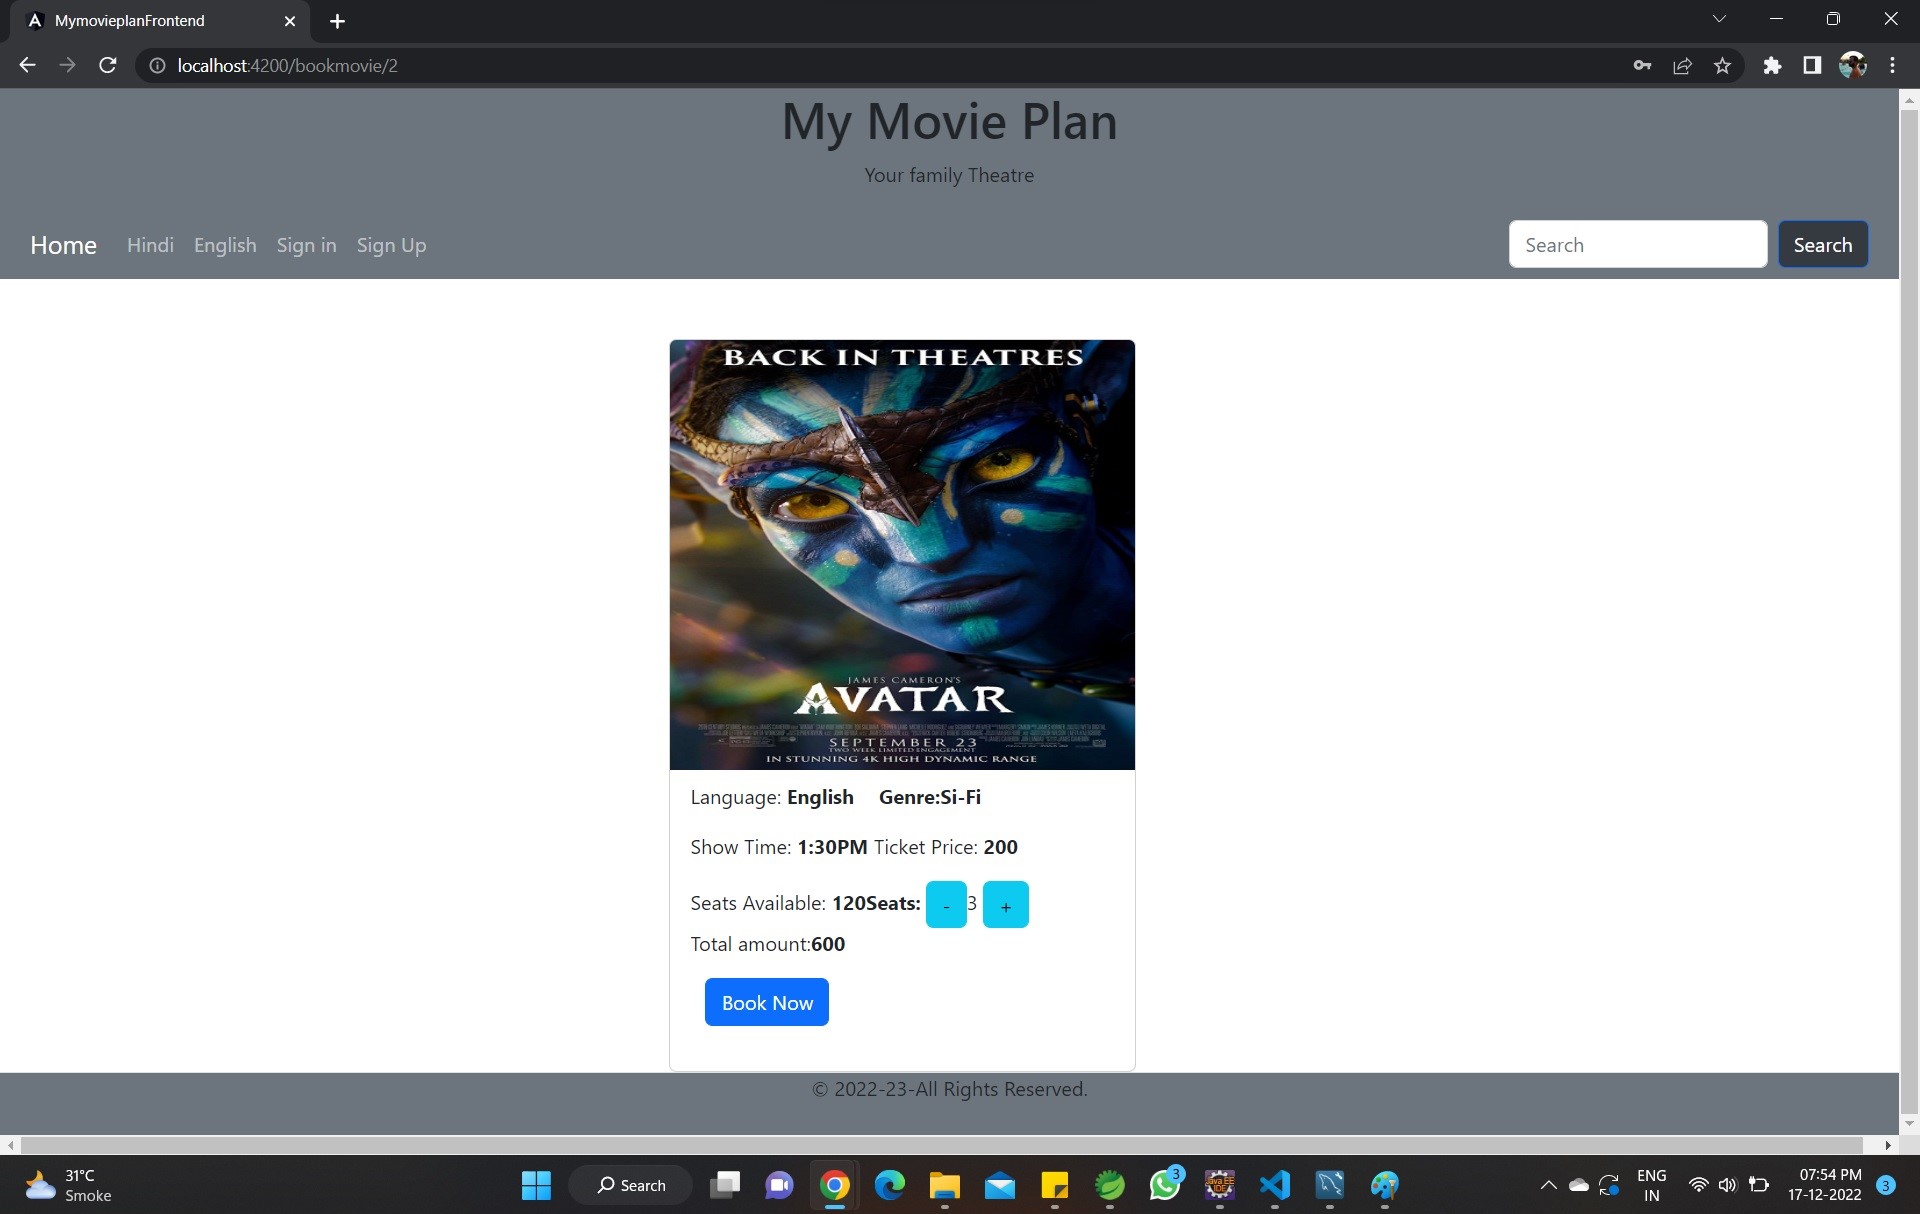 MymovieplanFrontend
localhost:4200/bookmovie/2
My Movie Plan
Your family Theatre
Home Hindi English Sign in Sign Up Search Search
BACK IN THEATRES
JAMES CAMERON'S
AVATAR
SEPTEMBER 23
TWO WEEK LIMITED ENGAGEMENT
IN STUNNING 4K HIGH DYNAMIC RANGE
Language: English Genre:Si-Fi
Show Time: 1:30PM Ticket Price: 200
Seats Available: 120Seats: - 3 +
Total amount:600
Book Now
© 2022-23-All Rights Reserved.
31°C
Smoke
Search
3
Java EE
IDE
ENG
IN
07:54 PM
17-12-2022
3